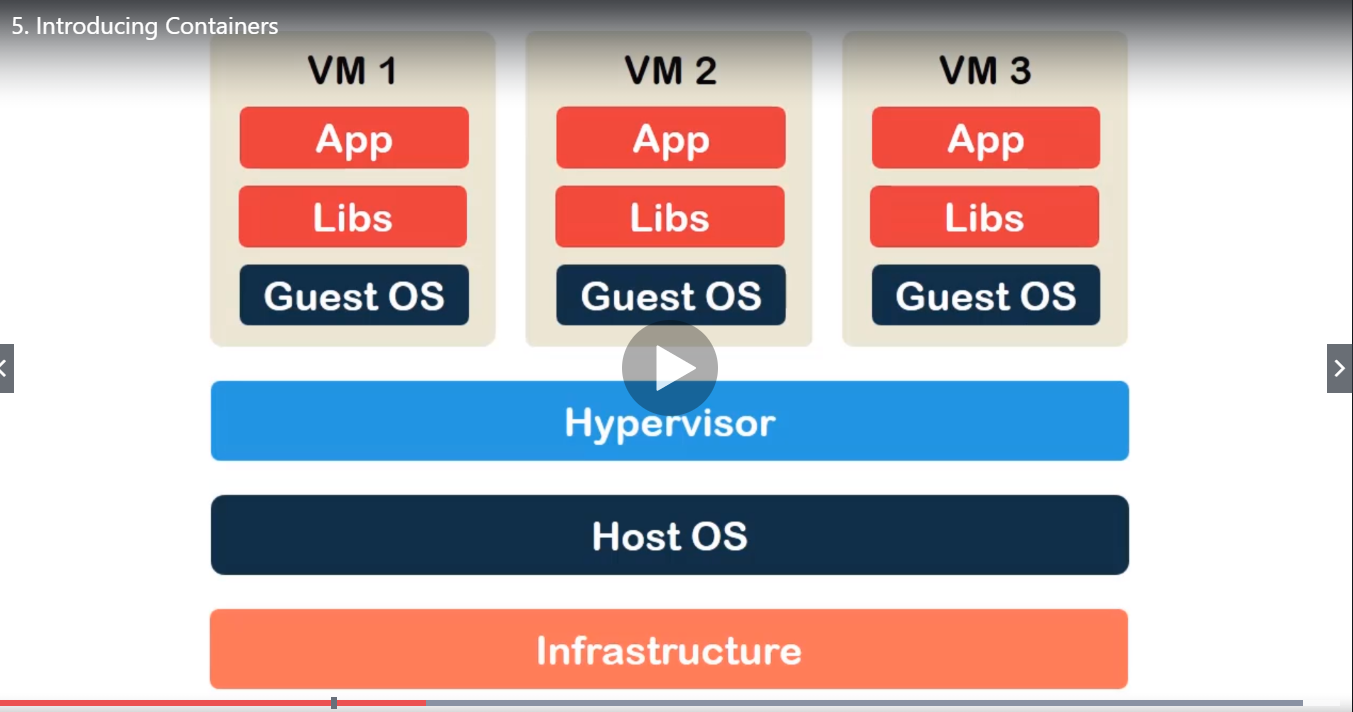 5. Introducing Containers
VM 1
VM 2
VM 3
App
App
App
Libs
Libs
Libs
Guest OS
Guest OS
Guest OS
Hypervisor
Host OS
Infrastructure